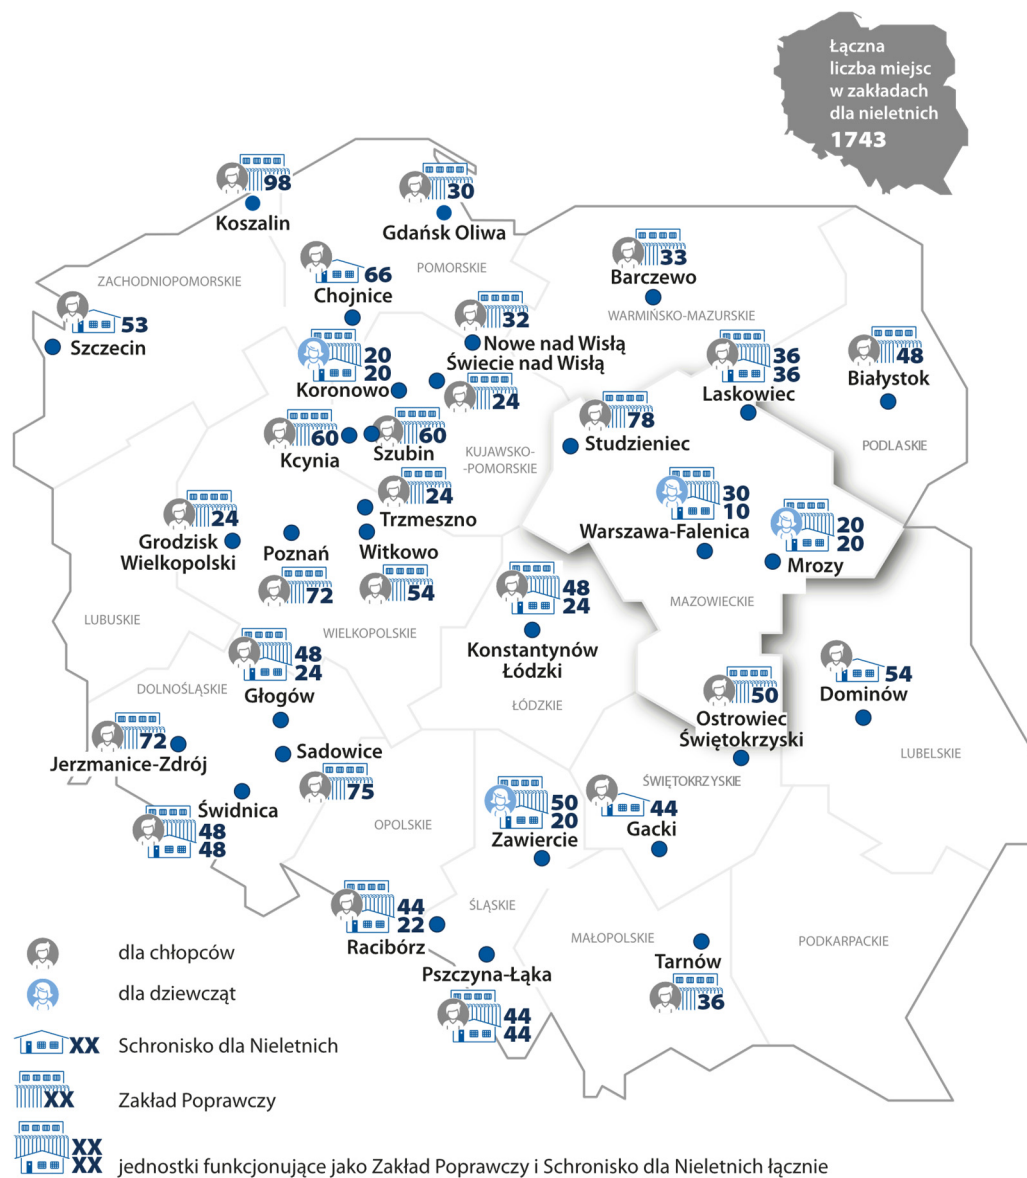 Łączna
liczba miejsc
w zakładach
dla nieletnich
1743
98
Koszalin
30
Gdańsk Oliwa
ZACHODNIOPOMORSKIE
66
Chojnice
POMORSKIE
33
Barczewo
WARMIŃSKO-MAZURSKIE
53
Szczecin
32
Nowe nad Wisłą
Świecie nad Wisłą
24
20
20
Koronowo
36
36
Laskowiec
48
Białystok
PODLASKIE
60
Kcynia
60
Szubin
KUJAWSKO-
-POMORSKIE
78
Studzieniec
24
Trzmeszno
24
Grodzisk
Wielkopolski
Poznań
72
Witkowo
54
30
10
Warszawa-Falenica
20
20
Mrozy
MAZOWIECKIE
48
24
Konstantynów
Łódzki
LUBUSKIE
WIELKOPOLSKIE
48
24
Głogów
DOLNOŚLĄSKIE
ŁÓDZKIE
50
Ostrowiec
Świętokrzyski
54
Dominów
LUBELSKIE
72
Jerzmanice-Zdrój
Sadowice
75
ŚWIĘTOKRZYSKIE
Świdnica
48
48
OPOLSKIE
50
20
Zawiercie
44
Gacki
44
22
Racibórz
ŚLĄSKIE
MAŁOPOLSKIE
PODKARPACKIE
Pszczyna-Łąka
44
44
Tarnów
36
dla chłopców
dla dziewcząt
XX Schronisko dla Nieletnich
XX Zakład Poprawczy
XX
XX jednostki funkcjonujące jako Zakład Poprawczy i Schronisko dla Nieletnich łącznie